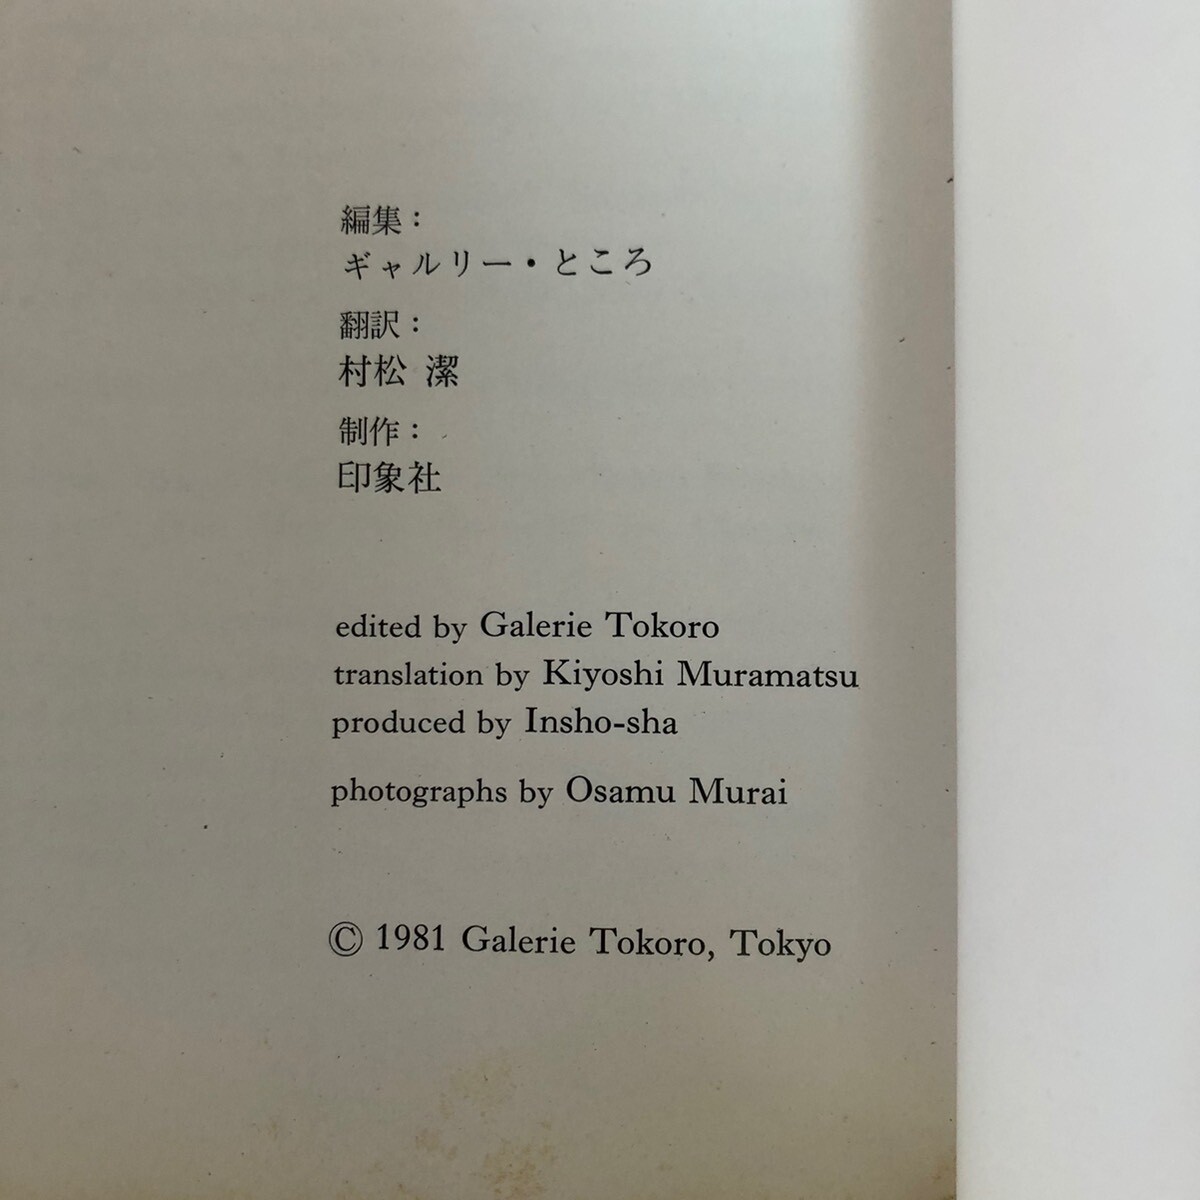 編集：
ギャルリー・ところ
翻訳：
村松 潔
制作：
印象社
edited by Galerie Tokoro
translation by Kiyoshi Muramatsu
produced by Insho-sha
photographs by Osamu Murai
© 1981 Galerie Tokoro, Tokyo